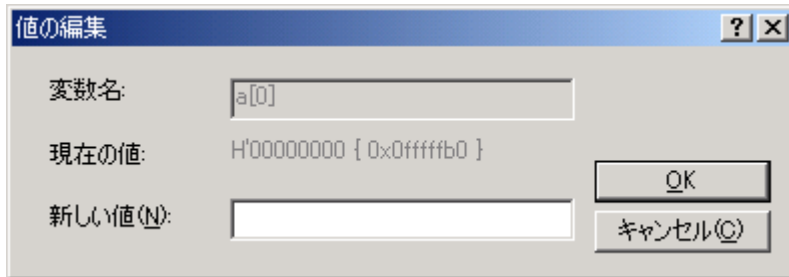 値の編集
変数名: a[0]
現在の値: H'00000000 { 0x0fffffb0 }
新しい値(N):
OK
キャンセル(C)